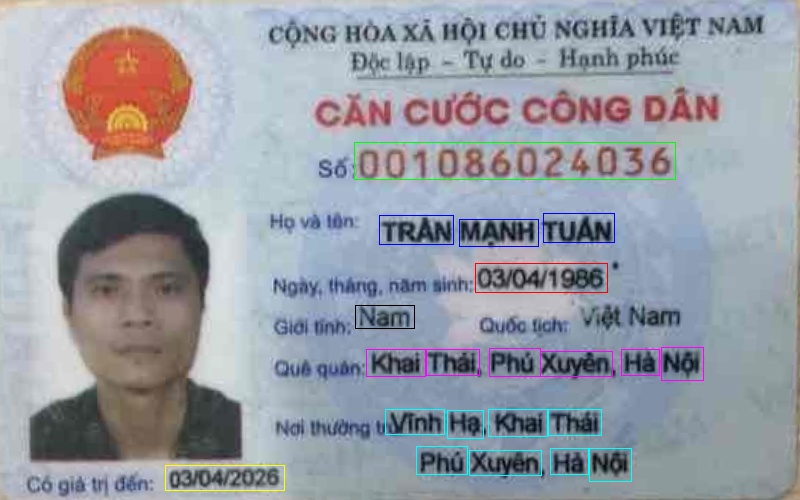 CỘNG HÒA XÃ HỘI CHỦ NGHĨA VIỆT NAM
Độc lập - Tự do - Hạnh phúc
CĂN CƯỚC CÔNG DÂN
Số: 001086024036
Họ và tên: TRẦN MẠNH TUẤN
Ngày, tháng, năm sinh: 03/04/1986
Giới tính: Nam Quốc tịch: Việt Nam
Quê quán: Khai Thái, Phú Xuyên, Hà Nội
Nơi thường Vĩnh Hạ, Khai Thái
Phú Xuyên, Hà Nội
Có giá trị đến: 03/04/2026